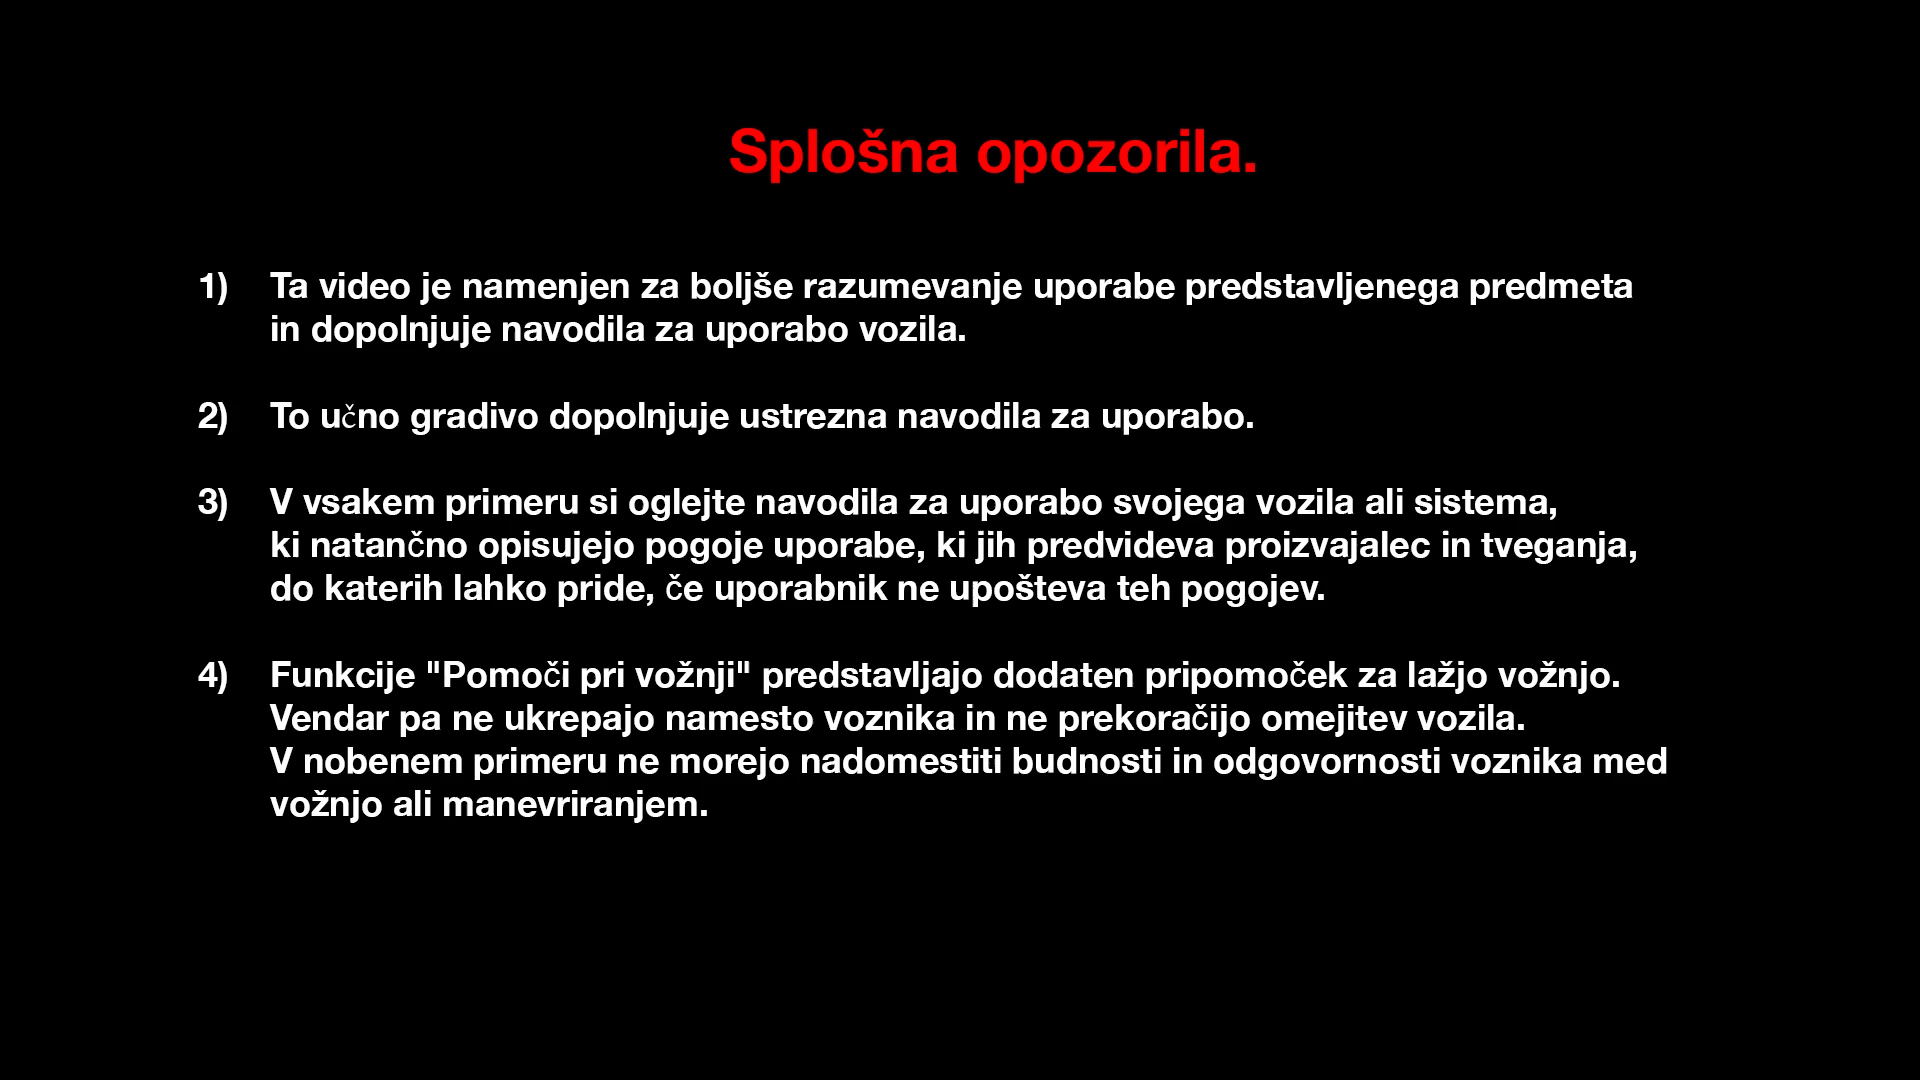 Splošna opozorila.
1) Ta video je namenjen za boljše razumevanje uporabe predstavljenega predmeta
in dopolnjuje navodila za uporabo vozila.
2) To učno gradivo dopolnjuje ustrezna navodila za uporabo.
3) V vsakem primeru si oglejte navodila za uporabo svojega vozila ali sistema,
ki natančno opisujejo pogoje uporabe, ki jih predvideva proizvajalec in tveganja,
do katerih lahko pride, če uporabnik ne upošteva teh pogojev.
4) Funkcije "Pomoči pri vožnji" predstavljajo dodaten pripomoček za lažjo vožnjo.
Vendar pa ne ukrepajo namesto voznika in ne prekoračijo omejitev vozila.
V nobenem primeru ne morejo nadomestiti budnosti in odgovornosti voznika med
vožnjo ali manevriranjem.